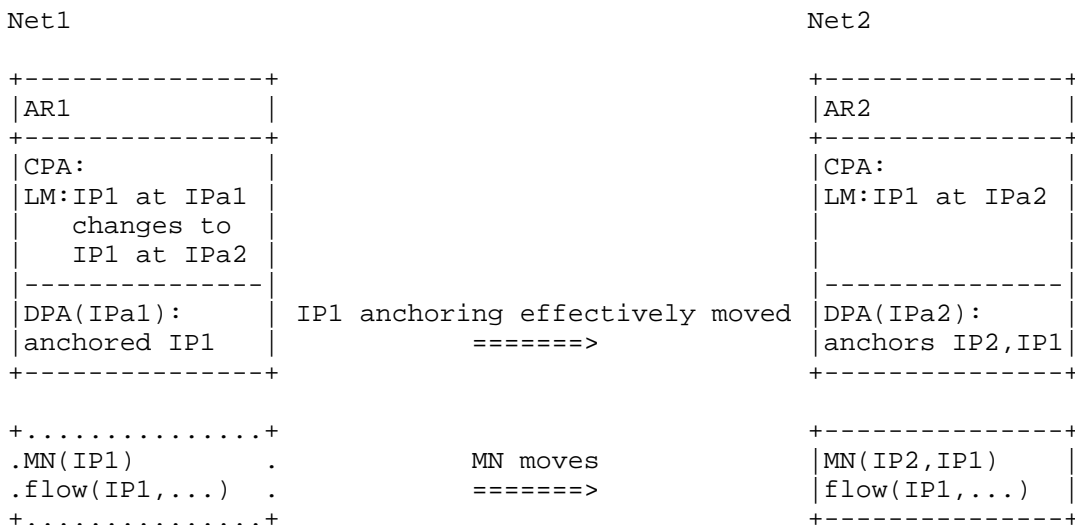 Net1                                              Net2

+---------------+                                 +---------------+
|AR1            |                                 |AR2            |
+---------------+                                 +---------------+
|CPA:           |                                 |CPA:           |
|LM:IP1 at IPa1 |                                 |LM:IP1 at IPa2 |
|   changes to  |                                 |               |
|   IP1 at IPa2 |                                 |               |
|---------------|                                 |---------------|
|DPA(IPa1):     | IP1 anchoring effectively moved |DPA(IPa2):     |
|anchored IP1   |            =======>             |anchors IP2,IP1|
+---------------+                                 +---------------+

+...............+                                 +---------------+
.MN(IP1)        .            MN moves             |MN(IP2,IP1)    |
.flow(IP1,...)  .            =======>             |flow(IP1,...)  |
+...............+                                 +---------------+